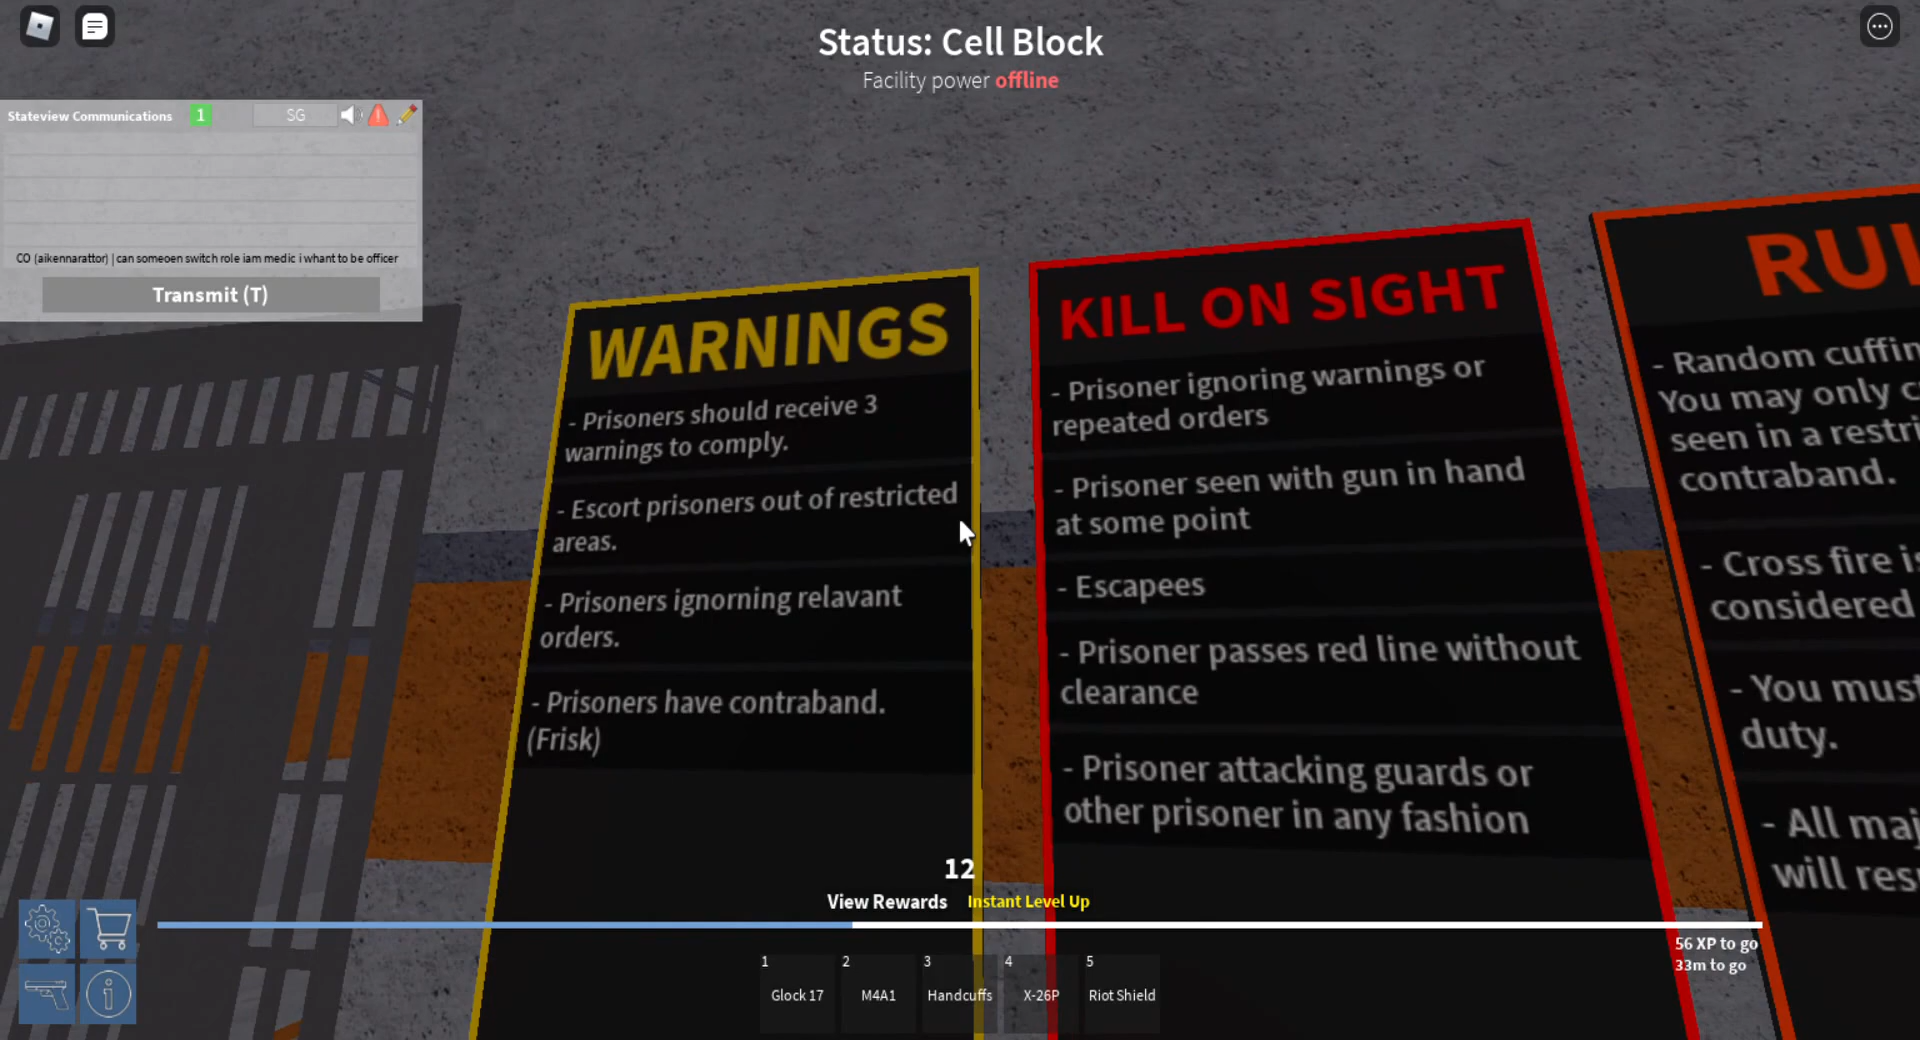 Status: Cell Block
Facility power offline
Stateview Communications 1 SG
CO (aikennarattor) | can someoen switch role iam medic i whant to be officer
Transmit (T)
WARNINGS
- Prisoners should receive 3
warnings to comply.
- Escort prisoners out of restricted
areas.
- Prisoners ignorning relavant
orders.
- Prisoners have contraband.
(Frisk)
KILL ON SIGHT
- Prisoner ignoring warnings or
repeated orders
- Prisoner seen with gun in hand
at some point
- Escapees
- Prisoner passes red line without
clearance
- Prisoner attacking guards or
other prisoner in any fashion
- Random
You may only
seen in a
contraband.
- Cross fire
considered
- You must
duty.
- All
will
12
View Rewards Instant Level Up
56 XP to go
33m to go
1 2 3 4 5
Glock 17 M4A1 Handcuffs X-26P Riot Shield